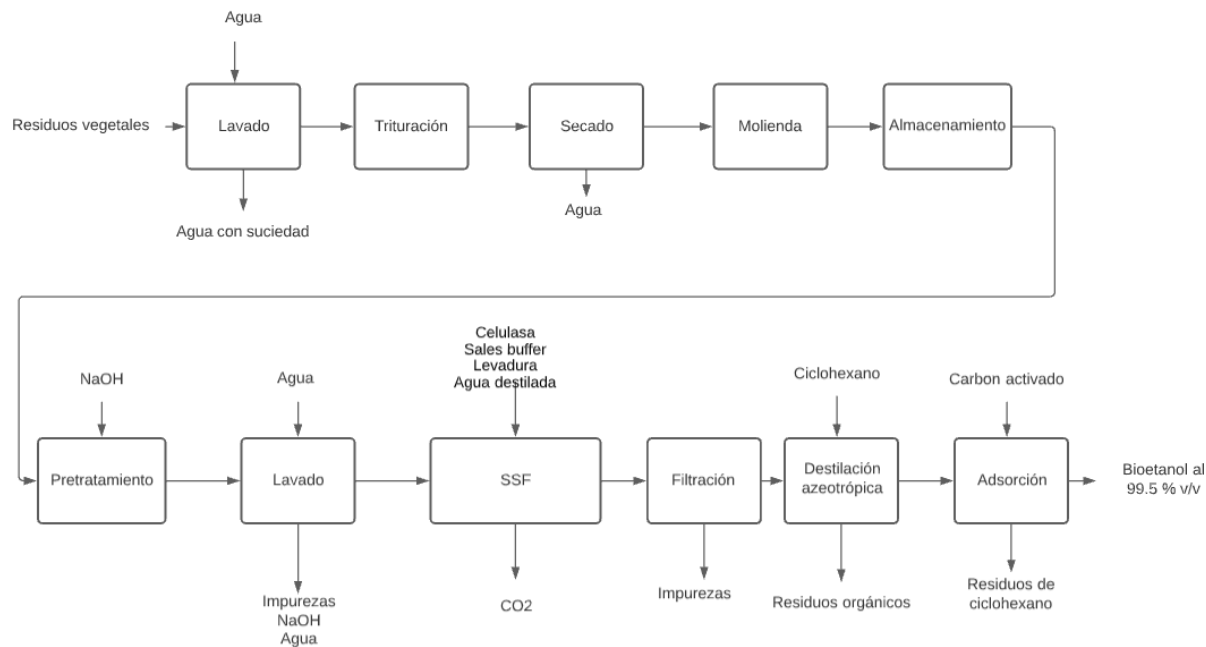 Agua
Residuos vegetales
Lavado
Trituración
Secado
Molienda
Almacenamiento
Agua con suciedad
Agua
NaOH
Agua
Celulasa
Sales buffer
Levadura
Agua destilada
Ciclohexano
Carbon activado
Pretratamiento
Lavado
SSF
Filtración
Destilación
azeotrópica
Adsorción
Bioetanol al
99.5 % v/v
Impurezas
NaOH
Agua
CO2
Impurezas
Residuos orgánicos
Residuos de
ciclohexano